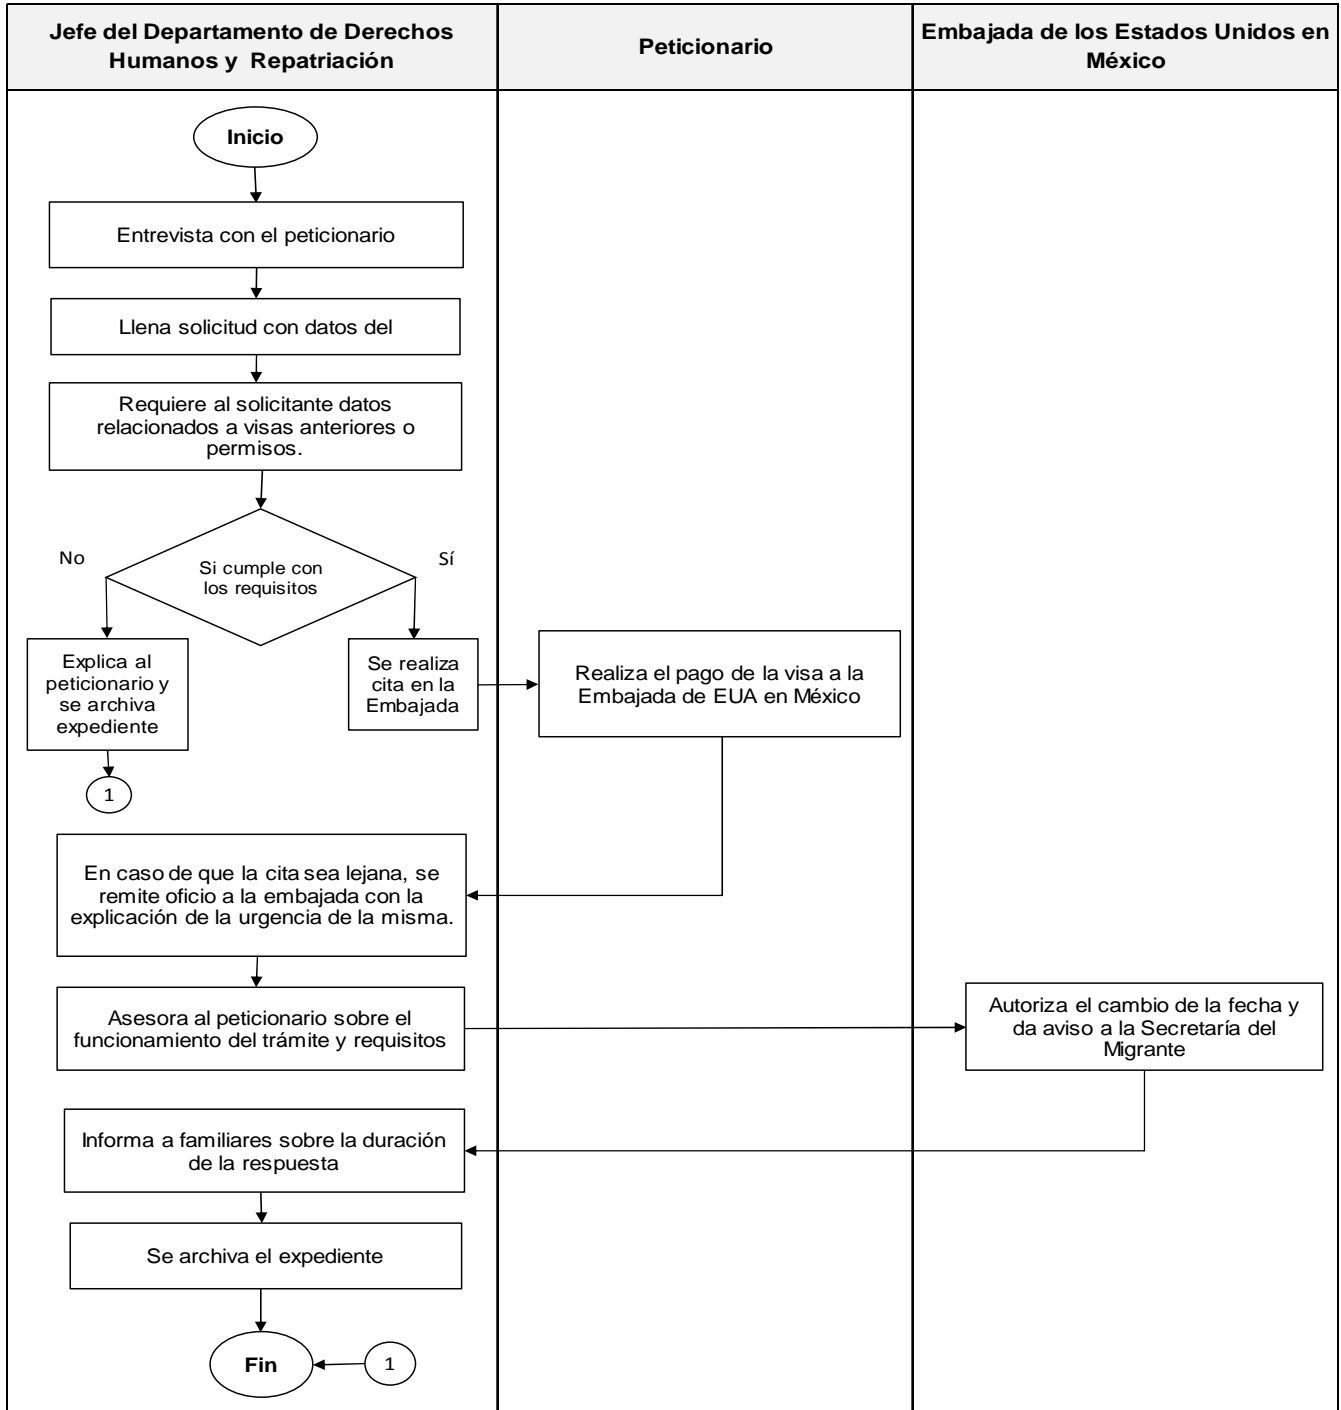 Jefe del Departamento de Derechos
Humanos y Repatriación
Peticionario
Embajada de los Estados Unidos en
México
Inicio
Entrevista con el peticionario
Llena solicitud con datos del
Requiere al solicitante datos
relacionados a visas anteriores o
permisos.
No
Si cumple con
los requisitos
Sí
Explica al
peticionario y
se archiva
expediente
Se realiza
cita en la
Embajada
Realiza el pago de la visa a la
Embajada de EUA en México
1
En caso de que la cita sea lejana, se
remite oficio a la embajada con la
explicación de la urgencia de la misma.
Asesora al peticionario sobre el
funcionamiento del trámite y requisitos
Autoriza el cambio de la fecha y
da aviso a la Secretaría del
Migrante
Informa a familiares sobre la duración
de la respuesta
Se archiva el expediente
Fin
1